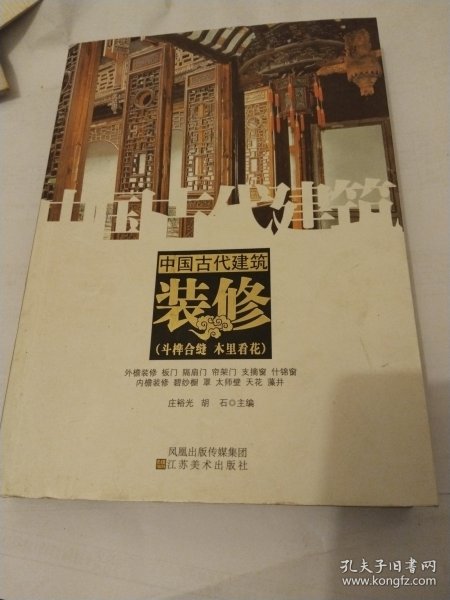 中国古代建筑
中国古代建筑
装修
(斗榫合缝 木里看花)
外檐装修 板门 隔扇门 帘架门 支摘窗 什锦窗
内檐装修 碧纱橱 罩 太师壁 天花 藻井
庄裕光 胡 石○主编
凤凰出版传媒集团
江苏美术出版社
孔夫子旧书网
www.kongfz.com